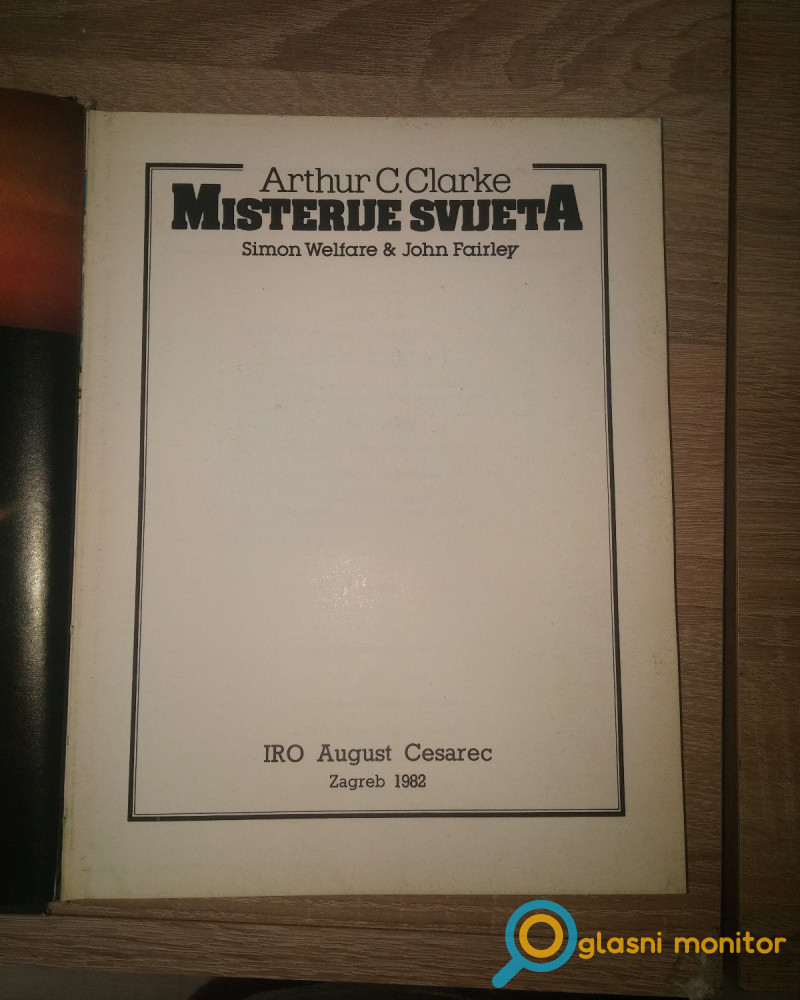 Arthur C. Clarke
MISTERIJE SVIJETA
Simon Welfare & John Fairley
IRO August Cesarec
Zagreb 1982
Oglasni monitor